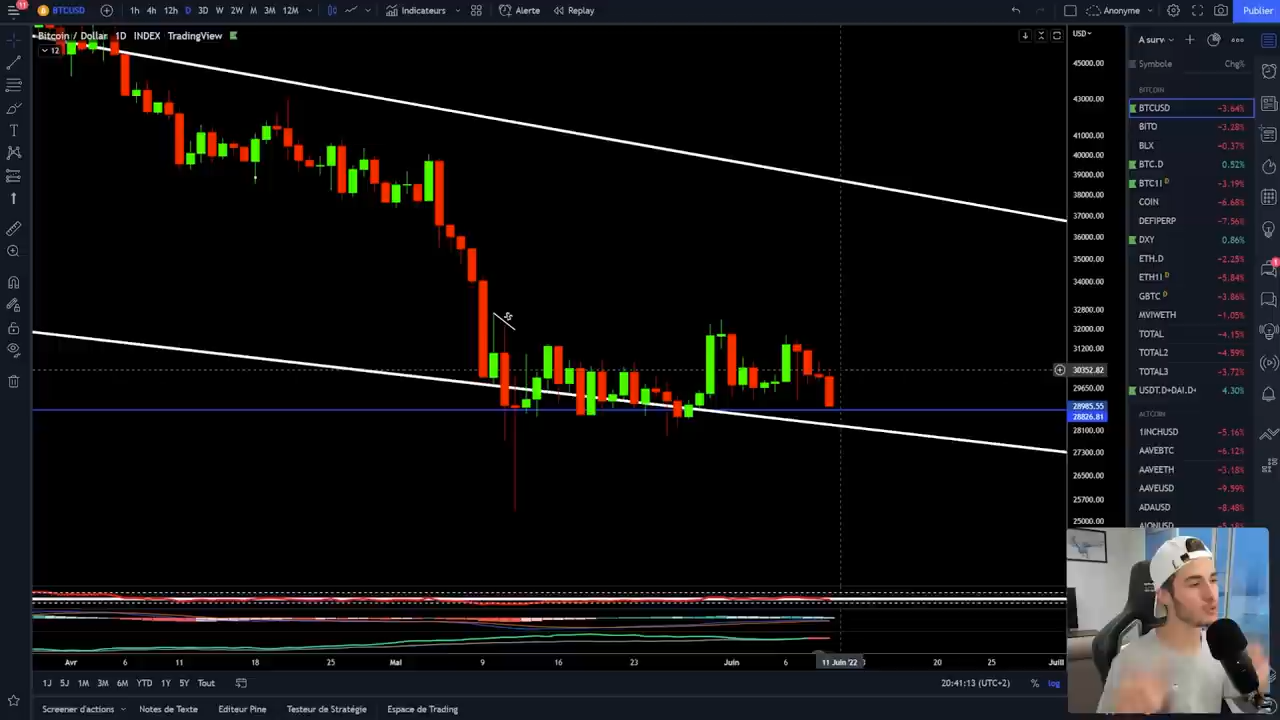 11
BTCUSD
1h 4h 12h D 3D W 2W M 3M 12M
Indicateurs
Alerte
Replay
Anonyme
Publier
Bitcoin / Dollar 1D INDEX TradingView
12
USD
45000.00
43000.00
41000.00
40000.00
39000.00
38000.00
37000.00
36000.00
35000.00
34000.00
32800.00
32000.00
31200.00
30352.82
29650.00
28985.55
28826.81
28100.00
27300.00
26500.00
25700.00
25000.00
Symbole Chg%
BITCOIN
BTCUSD -3.64%
BITO -3.28%
BLX -0.37%
BTC.D 0.52%
BTC1! D -3.19%
COIN -6.68%
DEFIPERP -7.56%
DXY 0.86%
ETH.D -2.25%
ETH1! D -5.84%
GBTC D -3.86%
MVIWETH -1.05%
TOTAL -4.15%
TOTAL2 -4.59%
TOTAL3 -3.72%
USDT.D+DAI.D+ 4.30%
ALTCOIN
1INCHUSD -5.16%
AAVEBTC -6.12%
AAVEETH -3.18%
AAVEUSD -9.59%
ADAUSD -8.48%
Avr 6 11 18 25 Mai 9 16 23 Juin 6 11 Juin '22 20 25 Juill
1J 5J 1M 3M 6M YTD 1Y 5Y Tout
20:41:13 (UTC+2) % log
Screener d'actions Notes de Texte Editeur Pine Testeur de Stratégie Espace de Trading